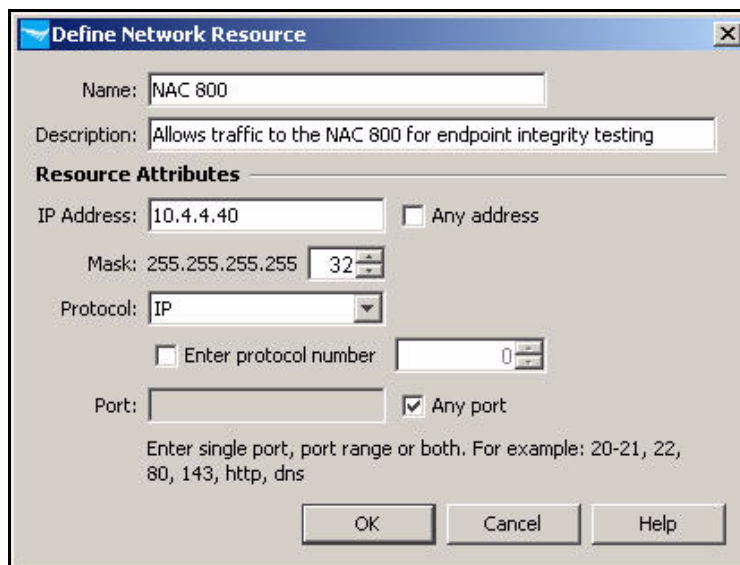 Define Network Resource
Name: NAC 800
Description: Allows traffic to the NAC 800 for endpoint integrity testing
Resource Attributes
IP Address: 10.4.4.40 Any address
Mask: 255.255.255.255 32
Protocol: IP
Enter protocol number 0
Port: Any port
Enter single port, port range or both. For example: 20-21, 22,
80, 143, http, dns
OK Cancel Help